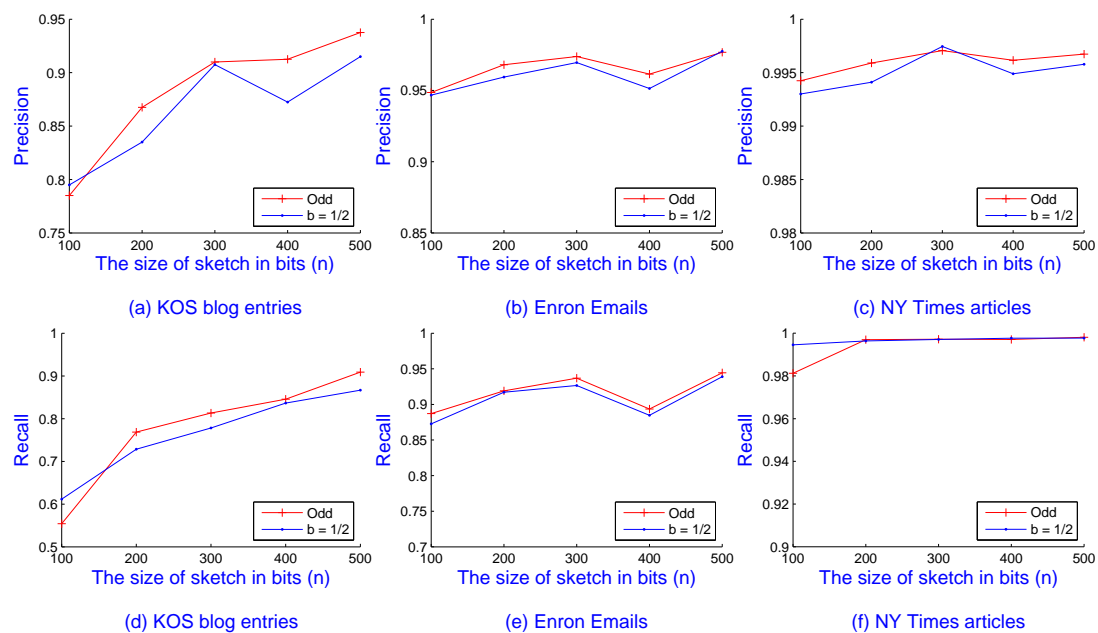 0.95
0.9
0.85
0.8
0.75
Precision
100 200 300 400 500
The size of sketch in bits (n)
Odd
b = 1/2
(a) KOS blog entries
1
0.95
0.9
0.85
Precision
100 200 300 400 500
The size of sketch in bits (n)
Odd
b = 1/2
(b) Enron Emails
1
0.995
0.99
0.985
0.98
Precision
100 200 300 400 500
The size of sketch in bits (n)
Odd
b = 1/2
(c) NY Times articles
1
0.9
0.8
0.7
0.6
0.5
Recall
100 200 300 400 500
The size of sketch in bits (n)
Odd
b = 1/2
(d) KOS blog entries
1
0.95
0.9
0.85
0.8
0.75
0.7
Recall
100 200 300 400 500
The size of sketch in bits (n)
Odd
b = 1/2
(e) Enron Emails
1
0.98
0.96
0.94
0.92
0.9
Recall
100 200 300 400 500
The size of sketch in bits (n)
Odd
b = 1/2
(f) NY Times articles